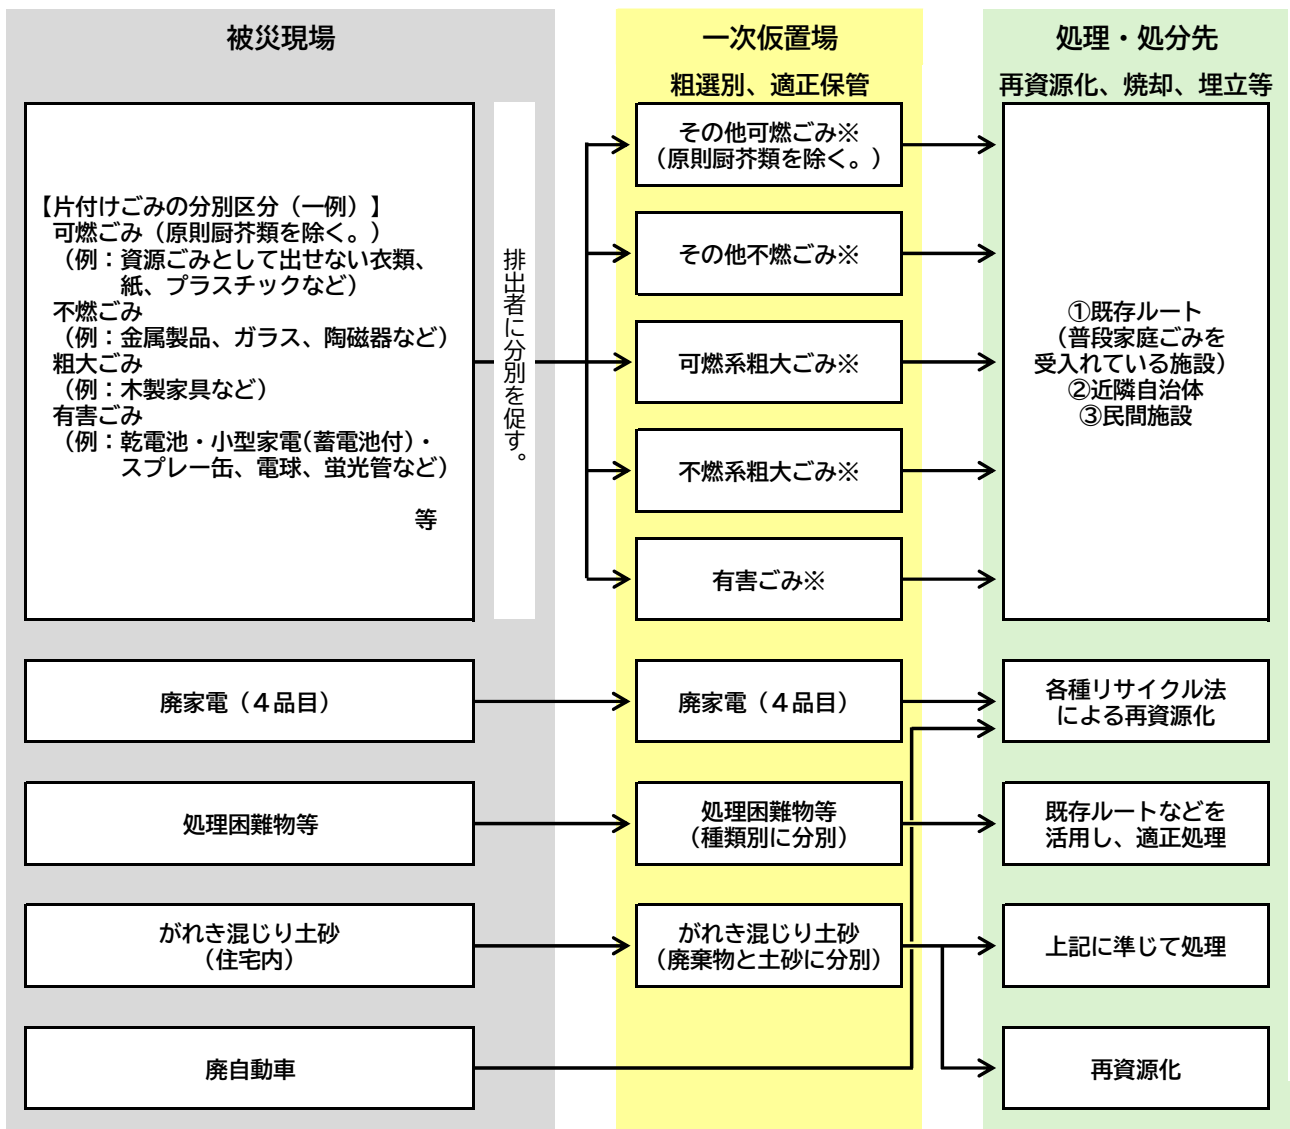 被災現場
一次仮置場
処理・処分先
粗選別、適正保管
再資源化、焼却、埋立等
【片付けごみの分別区分（一例）】
可燃ごみ（原則厨芥類を除く。）
（例：資源ごみとして出せない衣類、
紙、プラスチックなど）
不燃ごみ
（例：金属製品、ガラス、陶磁器など）
粗大ごみ
（例：木製家具など）
有害ごみ
（例：乾電池・小型家電(蓄電池付)・
スプレー缶、電球、蛍光管など）
等
排出者に分別を促す。
その他可燃ごみ※
（原則厨芥類を除く。）
その他不燃ごみ※
可燃系粗大ごみ※
不燃系粗大ごみ※
有害ごみ※
①既存ルート
（普段家庭ごみを
受入れている施設）
②近隣自治体
③民間施設
廃家電（４品目）
廃家電（４品目）
各種リサイクル法
による再資源化
処理困難物等
処理困難物等
（種類別に分別）
既存ルートなどを
活用し、適正処理
がれき混じり土砂
（住宅内）
がれき混じり土砂
（廃棄物と土砂に分別）
上記に準じて処理
廃自動車
再資源化